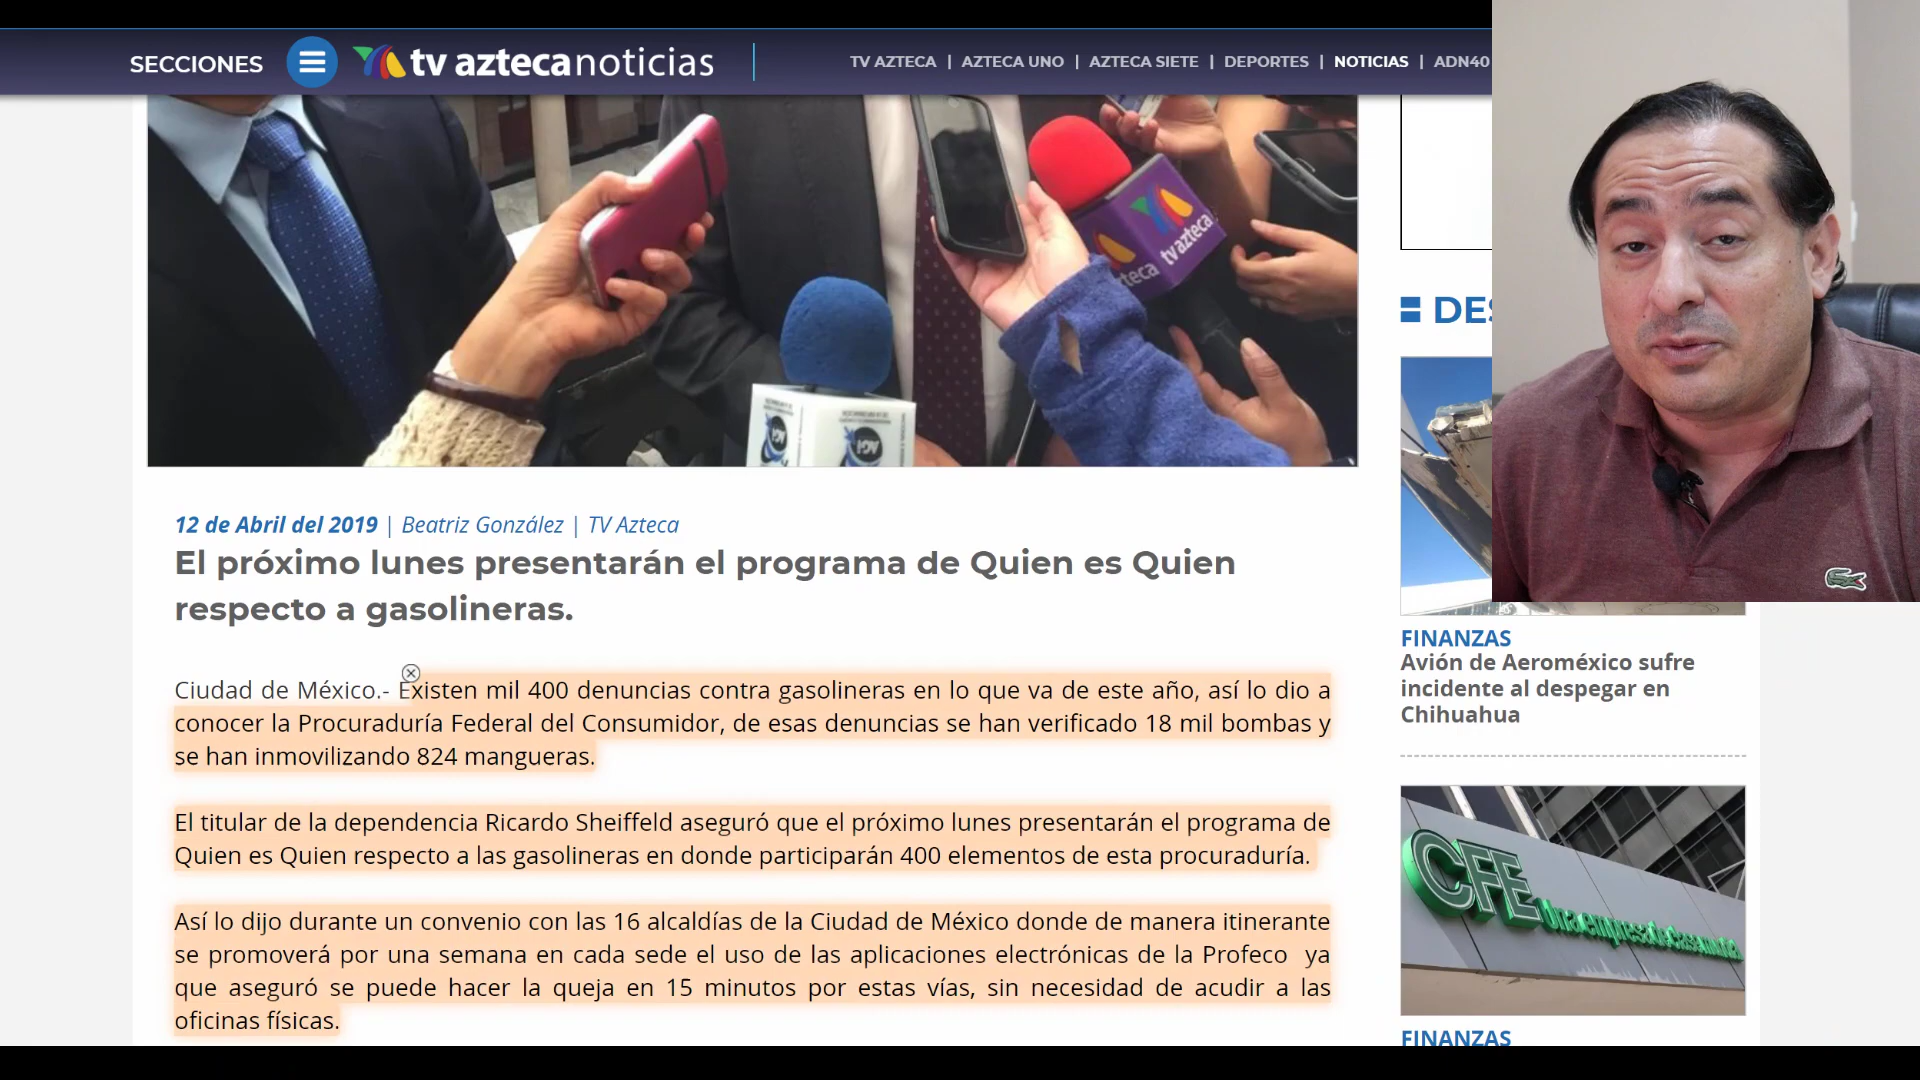 SECCIONES
tv aztecanoticias
TV AZTECA | AZTECA UNO | AZTECA SIETE | DEPORTES | NOTICIAS | ADN40
tv azteca
teca
DES
12 de Abril del 2019 | Beatriz González | TV Azteca
El próximo lunes presentarán el programa de Quien es Quien
respecto a gasolineras.
Ciudad de México.- Existen mil 400 denuncias contra gasolineras en lo que va de este año, así lo dio a
conocer la Procuraduría Federal del Consumidor, de esas denuncias se han verificado 18 mil bombas y
se han inmovilizando 824 mangueras.
El titular de la dependencia Ricardo Sheiffeld aseguró que el próximo lunes presentarán el programa de
Quien es Quien respecto a las gasolineras en donde participarán 400 elementos de esta procuraduría.
Así lo dijo durante un convenio con las 16 alcaldías de la Ciudad de México donde de manera itinerante
se promoverá por una semana en cada sede el uso de las aplicaciones electrónicas de la Profeco ya
que aseguró se puede hacer la queja en 15 minutos por estas vías, sin necesidad de acudir a las
oficinas físicas.
FINANZAS
Avión de Aeroméxico sufre
incidente al despegar en
Chihuahua
CFE
Una empresa de clase mundial
FINANZAS